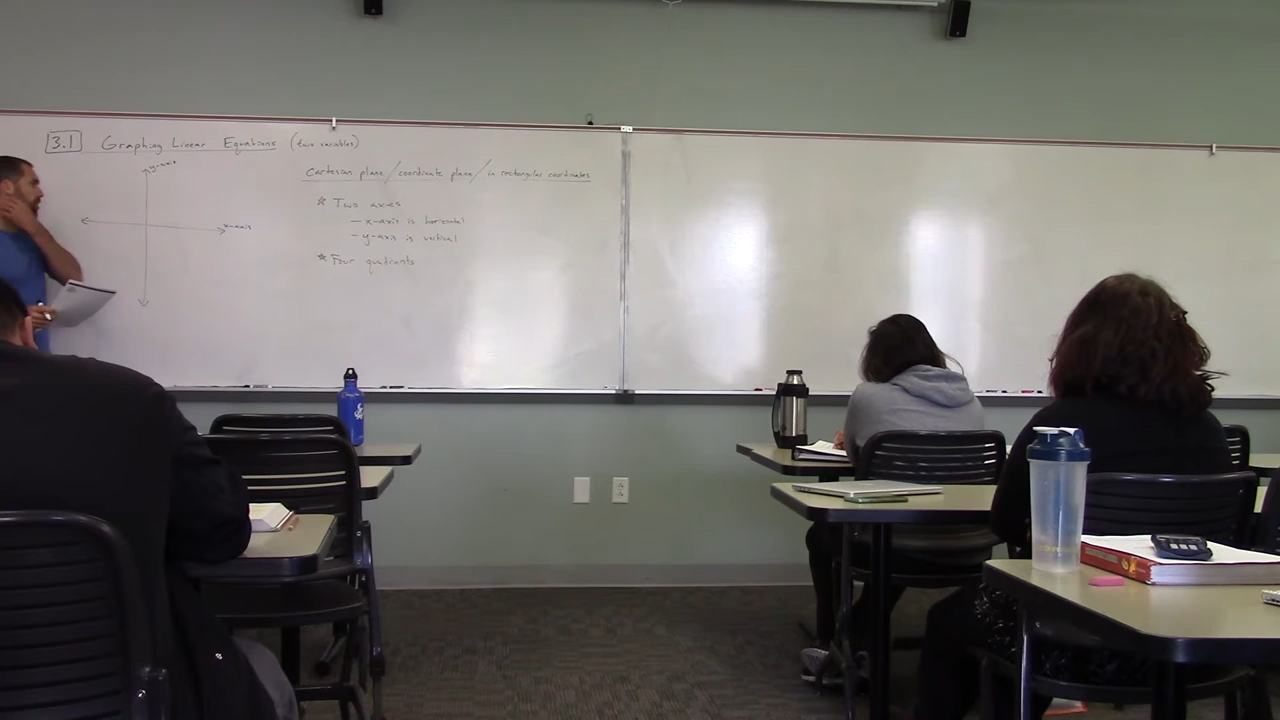 3.1 Graphing Linear Equations (two variables)
y-axis
x-axis
Cartesian plane/coordinate plane/in rectangular coordinates
* Two axes
- x-axis is horizontal
- y-axis is vertical
* Four quadrants